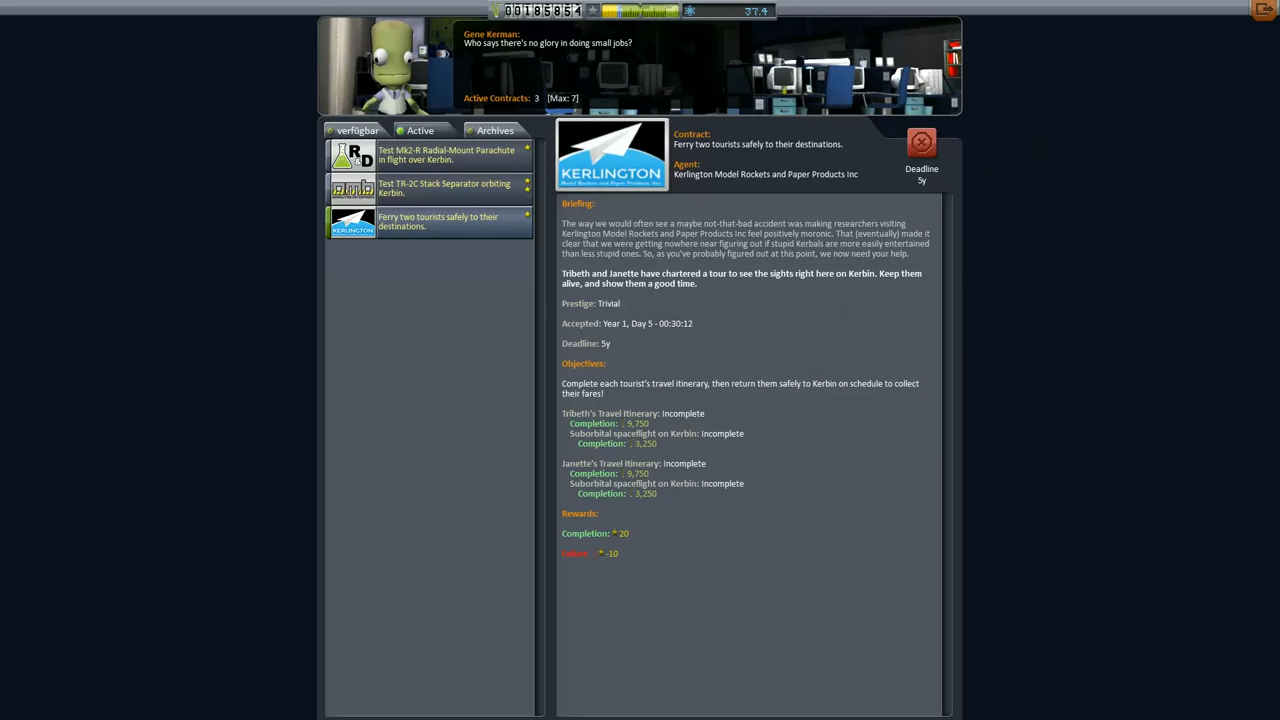 00185854
37.4
Gene Kerman:
Who says there's no glory in doing small jobs?
Active Contracts: 3 [Max: 7]
verfügbar
Active
Archives
R&D
Test Mk2-R Radial-Mount Parachute
in flight over Kerbin.
Test TR-2C Stack Separator orbiting
Kerbin.
KERLINGTON
Ferry two tourists safely to their
destinations.
KERLINGTON
Model Rockets and Paper Products, Inc
Contract:
Ferry two tourists safely to their destinations.
Agent:
Kerlington Model Rockets and Paper Products Inc
Deadline
5y
Briefing:
The way we would often see a maybe not-that-bad accident was making researchers visiting
Kerlington Model Rockets and Paper Products Inc feel positively moronic. That (eventually) made it
clear that we were getting nowhere near figuring out if stupid Kerbals are more easily entertained
than less stupid ones. So, as you've probably figured out at this point, we now need your help.
Tribeth and Janette have chartered a tour to see the sights right here on Kerbin. Keep them
alive, and show them a good time.
Prestige: Trivial
Accepted: Year 1, Day 5 - 00:30:12
Deadline: 5y
Objectives:
Complete each tourist's travel itinerary, then return them safely to Kerbin on schedule to collect
their fares!
Tribeth's Travel Itinerary: Incomplete
Completion: 9,750
Suborbital spaceflight on Kerbin: Incomplete
Completion: 3,250
Janette's Travel Itinerary: Incomplete
Completion: 9,750
Suborbital spaceflight on Kerbin: Incomplete
Completion: 3,250
Rewards:
Completion: 20
Failure: -10